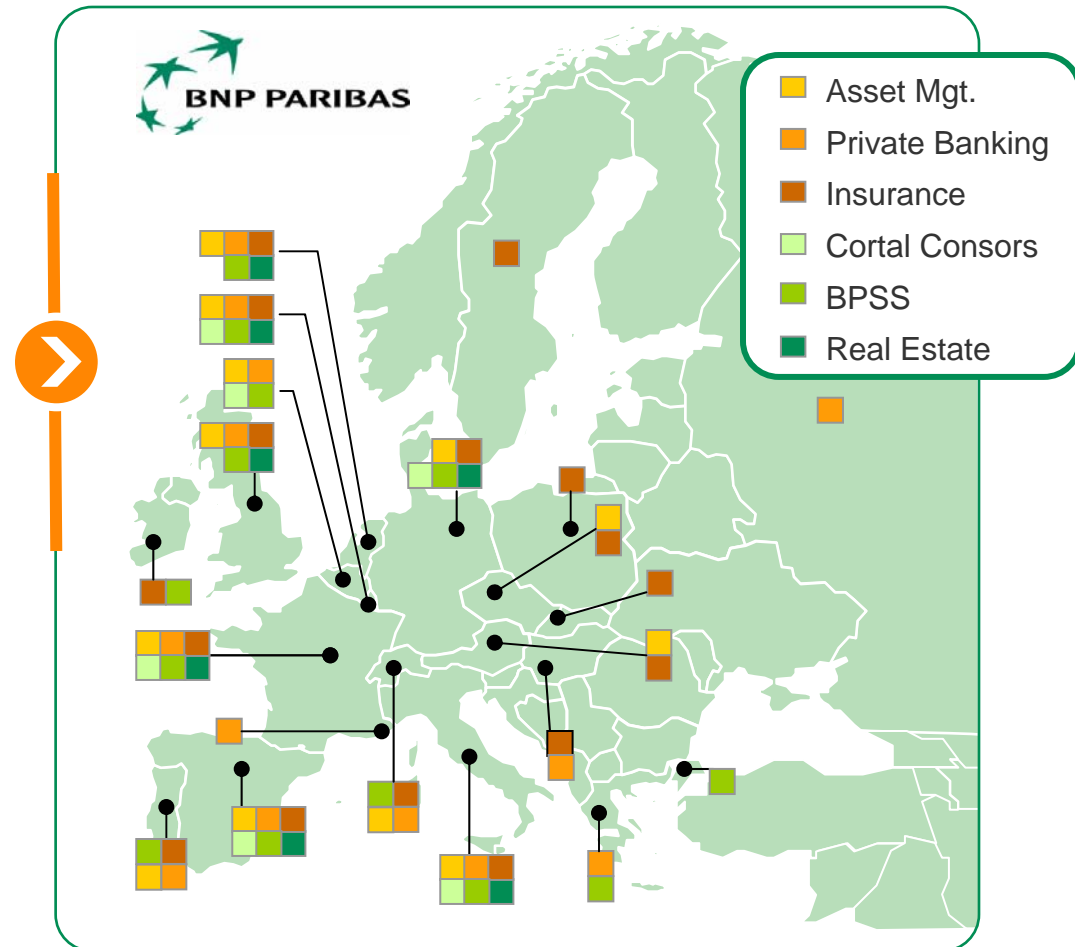 BNP PARIBAS
Asset Mgt.
Private Banking
Insurance
Cortal Consors
BPSS
Real Estate